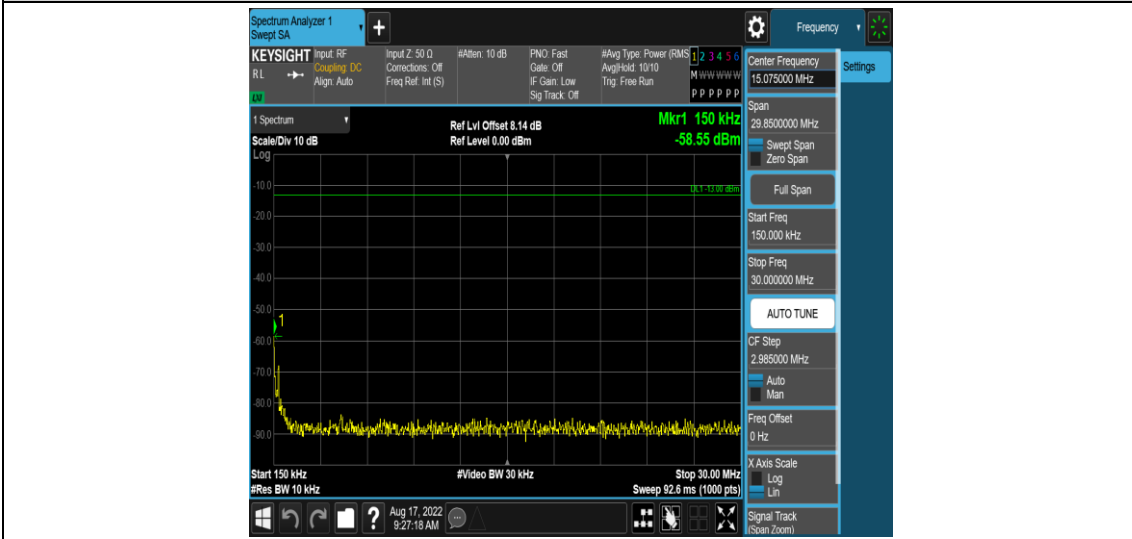 Spectrum Analyzer 1
Swept SA
+
Frequency
KEYSIGHT
RL
Input: RF
Coupling: DC
Align: Auto
Input Z: 50 Ω
Corrections: Off
Freq Ref: Int (S)
#Atten: 10 dB
PNO: Fast
Gate: Off
IF Gain: Low
Sig Track: Off
#Avg Type: Power (RMS
Avg|Hold: 10/10
Trig: Free Run
1 2 3 4 5 6
M W W W W W
P P P P P P
1 Spectrum
Scale/Div 10 dB
Log
Ref Lvl Offset 8.14 dB
Ref Level 0.00 dBm
Mkr1 150 kHz
-58.55 dBm
DL1 -13.00 dBm
-10.0
-20.0
-30.0
-40.0
-50.0
-60.0
-70.0
-80.0
-90.0
1
Start 150 kHz
#Res BW 10 kHz
#Video BW 30 kHz
Stop 30.00 MHz
Sweep 92.6 ms (1000 pts)
?
Aug 17, 2022
9:27:18 AM
Center Frequency
15.075000 MHz
Settings
Span
29.8500000 MHz
Swept Span
Zero Span
Full Span
Start Freq
150.000 kHz
Stop Freq
30.000000 MHz
AUTO TUNE
CF Step
2.985000 MHz
Auto
Man
Freq Offset
0 Hz
X Axis Scale
Log
Lin
Signal Track
(Span Zoom)